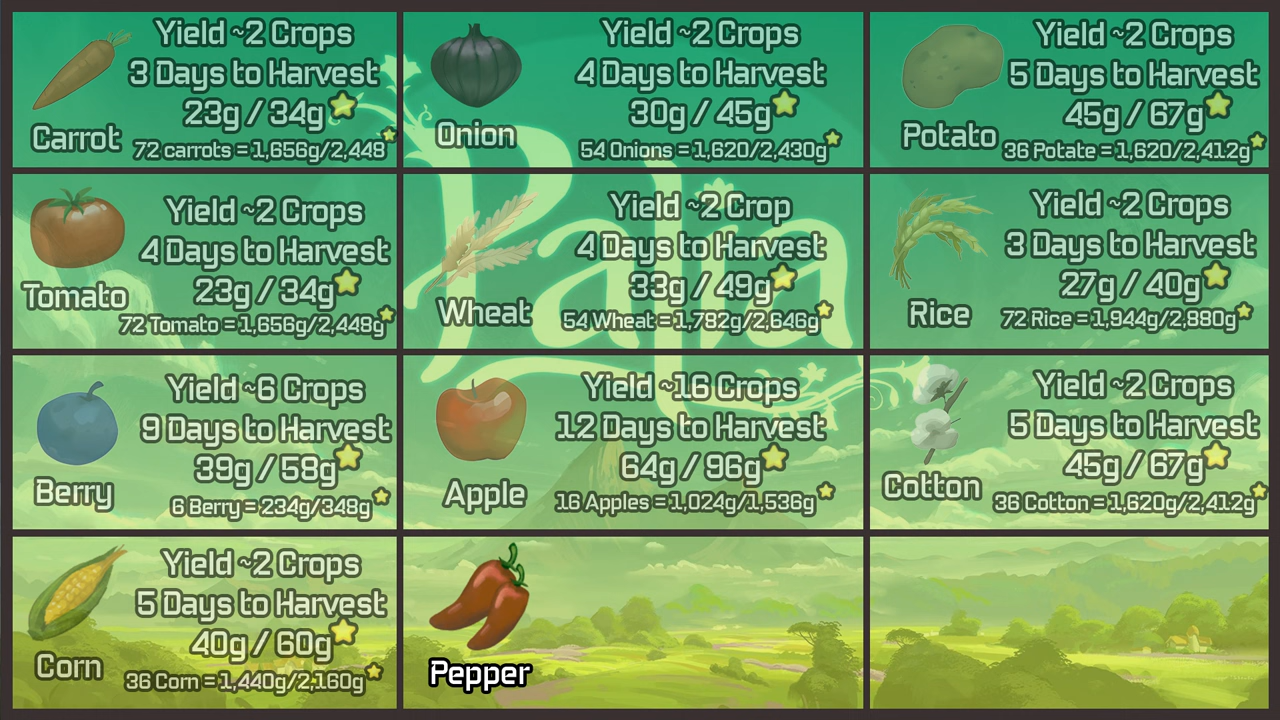 Yield ~2 Crops
3 Days to Harvest
23g / 34g
Carrot
72 carrots = 1,656g/2,448
Yield ~2 Crops
4 Days to Harvest
30g / 45g
Onion
54 Onions = 1,620/2,430g
Yield ~2 Crops
5 Days to Harvest
45g / 67g
Potato
36 Potate = 1,620/2,412g
Yield ~2 Crops
4 Days to Harvest
23g / 34g
Tomato
72 Tomato = 1,656g/2,448g
Palia
Yield ~2 Crop
4 Days to Harvest
33g / 49g
Wheat
54 Wheat = 1,782g/2,646g
Yield ~2 Crops
3 Days to Harvest
27g / 40g
Rice
72 Rice = 1,944g/2,880g
Yield ~6 Crops
9 Days to Harvest
39g / 58g
Berry
6 Berry = 234g/348g
Yield ~16 Crops
12 Days to Harvest
64g / 96g
Apple
16 Apples = 1,024g/1,536g
Yield ~2 Crops
5 Days to Harvest
45g / 67g
Cotton
36 Cotton = 1,620g/2,412g
Yield ~2 Crops
5 Days to Harvest
40g / 60g
Corn
36 Corn = 1,440g/2,160g
Pepper